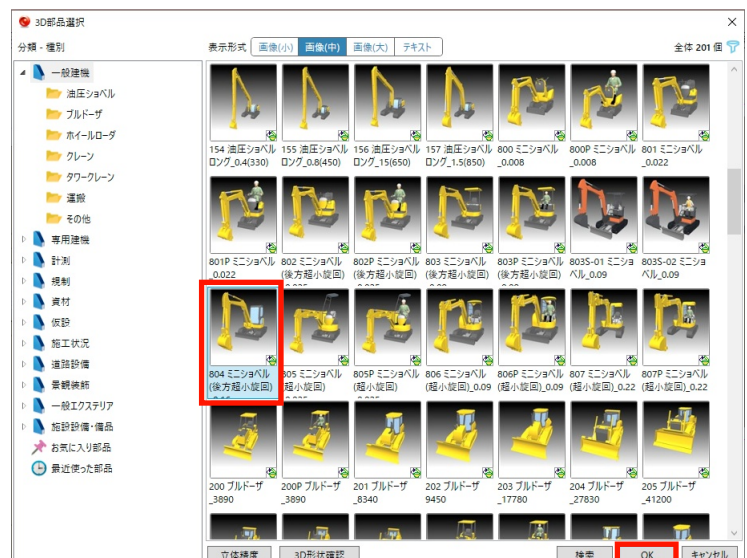 3D部品選択
分類・種別
表示形式 画像(小) 画像(中) 画像(大) テキスト
全体 201 個
一般建機
油圧ショベル
ブルドーザ
ホイールローダ
クレーン
タワークレーン
運搬
その他
専用建機
計測
規制
資材
仮設
施工状況
道路設備
景観装飾
一般エクステリア
施設設備・備品
お気に入り部品
最近使った部品
154 油圧ショベル
ロング_0.4(330)
155 油圧ショベル
ロング_0.8(450)
156 油圧ショベル
ロング_15(650)
157 油圧ショベル
ロング_1.5(850)
800 ミニショベル
_0.008
800P ミニショベル
_0.008
801 ミニショベル
_0.022
801P ミニショベル
_0.022
802 ミニショベル
(後方超小旋回)
802P ミニショベル
(後方超小旋回)
803 ミニショベル
(後方超小旋回)
803P ミニショベル
(後方超小旋回)
803S-01 ミニショ
ベル_0.09
803S-02 ミニショ
ベル_0.09
804 ミニショベル
(後方超小旋回)
805 ミニショベル
(超小旋回)
805P ミニショベル
(超小旋回)
806 ミニショベル
(超小旋回)_0.09
806P ミニショベル
(超小旋回)_0.09
807 ミニショベル
(超小旋回)_0.22
807P ミニショベル
(超小旋回)_0.22
200 ブルドーザ
_3890
200P ブルドーザ
_3890
201 ブルドーザ
_8340
202 ブルドーザ
9450
203 ブルドーザ
_17780
204 ブルドーザ
_27830
205 ブルドーザ
_41200
立体精度 3D形状確認 検索 OK キャンセル